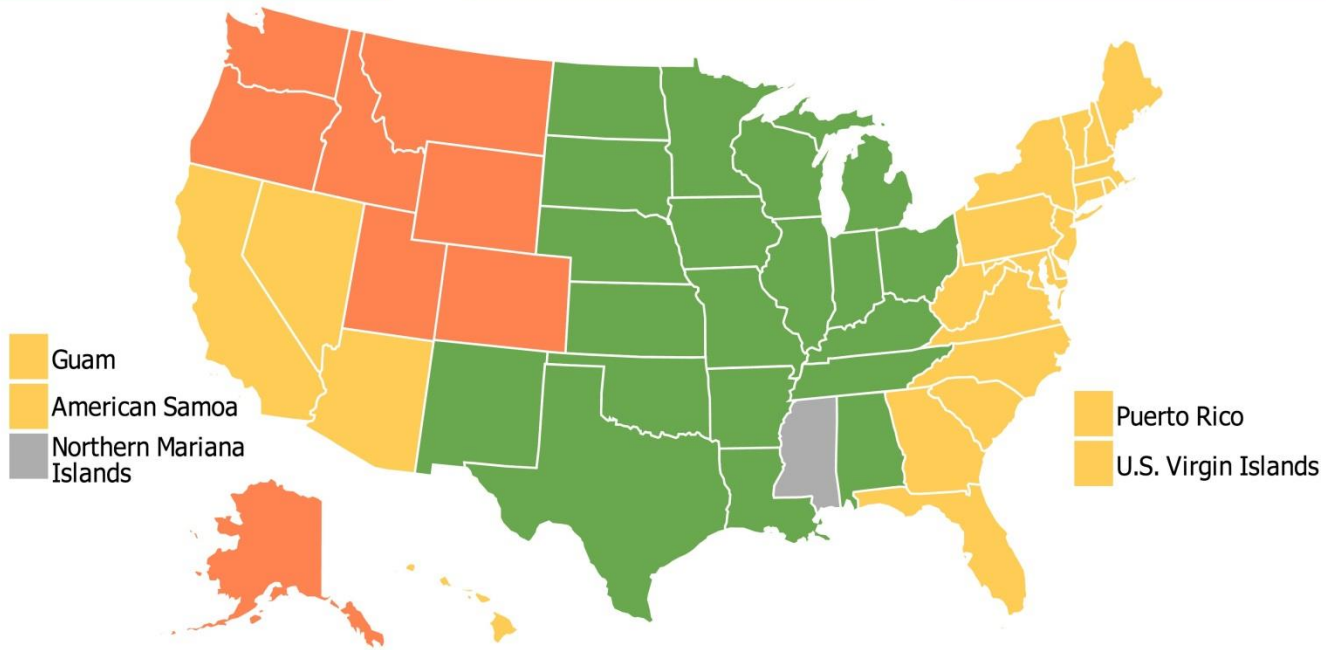 Guam
American Samoa
Northern Mariana
Islands
Puerto Rico
U.S. Virgin Islands